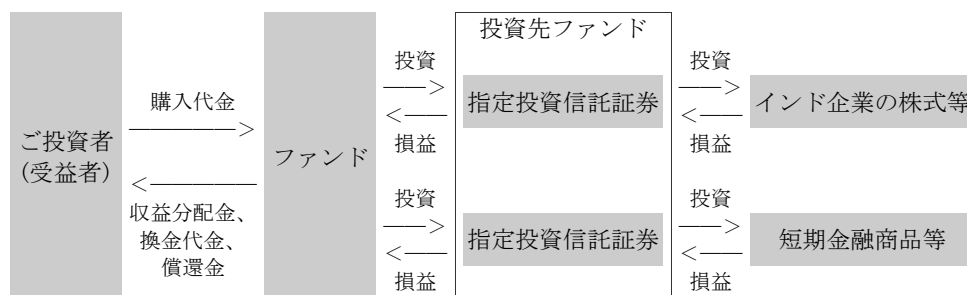 ご投資者
(受益者)
購入代金
———————>
<———————
収益分配金、
換金代金、
償還金
ファンド
投資
———>
<———
損益
投資
———>
<———
損益
投資先ファンド
指定投資信託証券
指定投資信託証券
投資
———>
<———
損益
投資
———>
<———
損益
インド企業の株式等
短期金融商品等